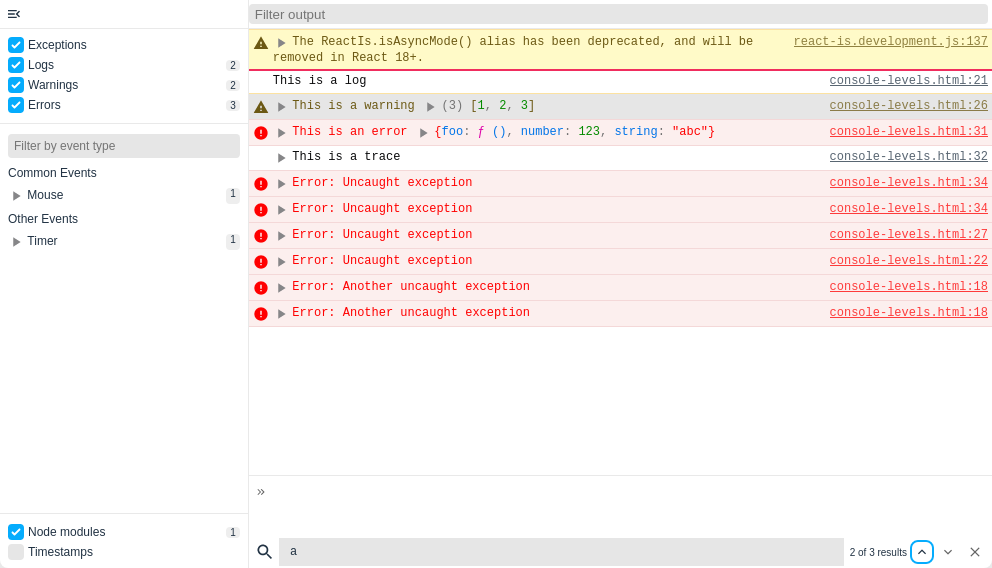 Filter output
Exceptions
Logs 2
Warnings 2
Errors 3
Filter by event type
Common Events
Mouse 1
Other Events
Timer 1
Node modules 1
Timestamps
The ReactIs.isAsyncMode() alias has been deprecated, and will be react-is.development.js:137
removed in React 18+.
This is a log console-levels.html:21
This is a warning (3) [1, 2, 3] console-levels.html:26
This is an error {foo: ƒ (), number: 123, string: "abc"} console-levels.html:31
This is a trace console-levels.html:32
Error: Uncaught exception console-levels.html:34
Error: Uncaught exception console-levels.html:34
Error: Uncaught exception console-levels.html:27
Error: Uncaught exception console-levels.html:22
Error: Another uncaught exception console-levels.html:18
Error: Another uncaught exception console-levels.html:18
»
a 2 of 3 results